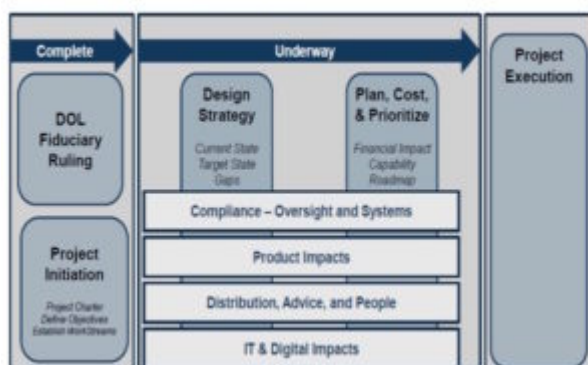 Complete
Underway
Project
Execution
DOL
Fiduciary
Ruling
Design
Strategy
Current State
Target State
Gaps
Plan, Cost,
& Prioritize
Financial Impact
Capability
Roadmap
Compliance – Oversight and Systems
Project
Initiation
Project Charter
Define Objectives
Establish WorkStreams
Product Impacts
Distribution, Advice, and People
IT & Digital Impacts